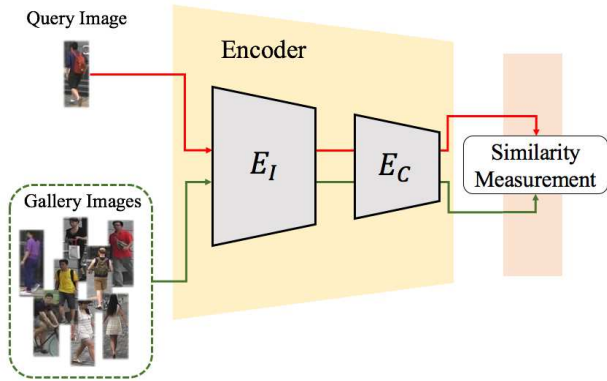 Query Image
Encoder
E_I
E_C
Similarity
Measurement
Gallery Images